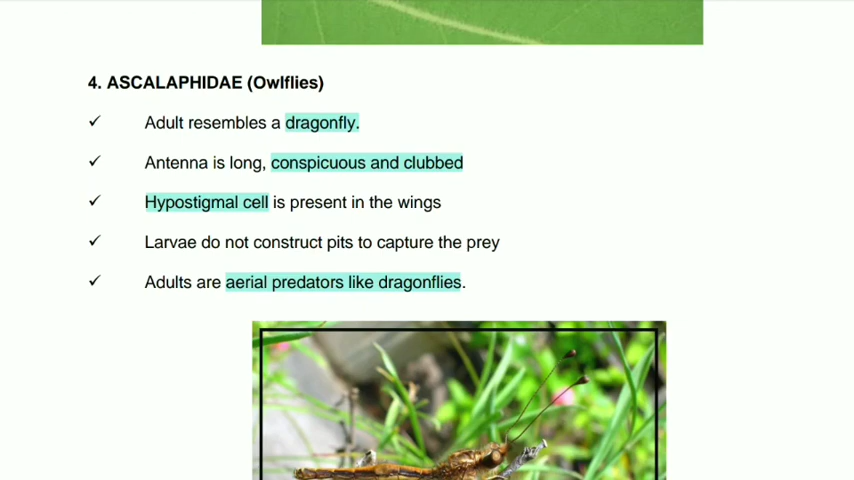 4. ASCALAPHIDAE (Owlflies)
✓ Adult resembles a dragonfly.
✓ Antenna is long, conspicuous and clubbed
✓ Hypostigmal cell is present in the wings
✓ Larvae do not construct pits to capture the prey
✓ Adults are aerial predators like dragonflies.